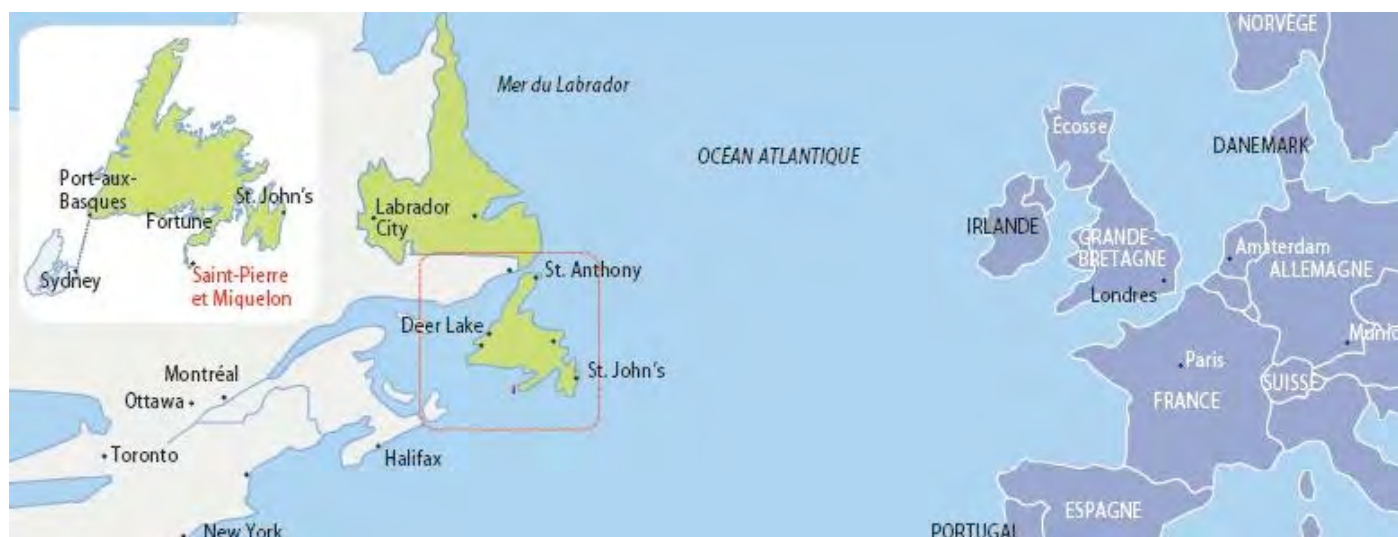 Port-aux-
Basques
Fortune
St. John's
Sydney
Saint-Pierre
et Miquelon
Mer du Labrador
OCÉAN ATLANTIQUE
Labrador
City
St. Anthony
Deer Lake
St. John's
Montréal
Ottawa
Toronto
Halifax
New York
NORVÈGE
Écosse
DANEMARK
IRLANDE
GRANDE-
BRETAGNE
Amsterdam
ALLEMAGNE
Londres
Paris
FRANCE
SUISSE
ESPAGNE
PORTUGAL